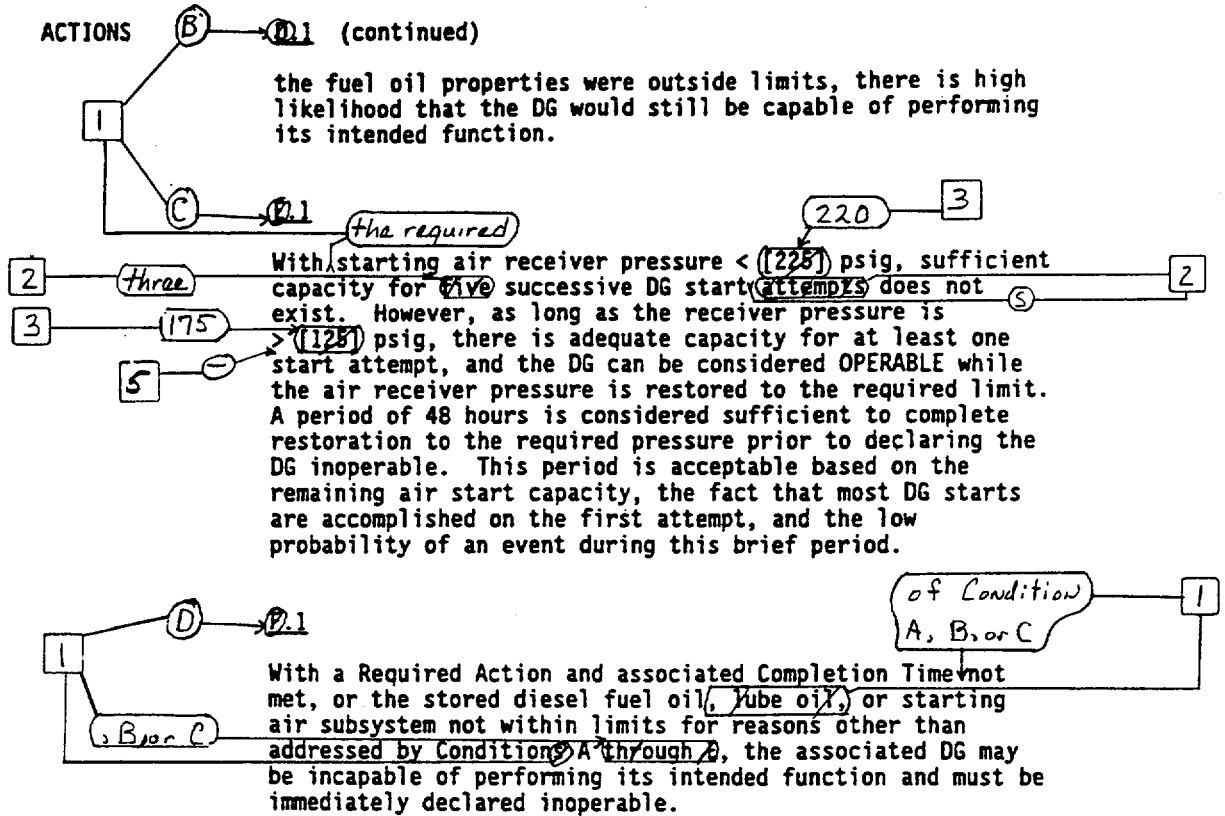 ACTIONS B D.1 (continued)
the fuel oil properties were outside limits, there is high
likelihood that the DG would still be capable of performing
its intended function.
1
C .1
the required
220 3
With starting air receiver pressure < [225] psig, sufficient
2 three capacity for five successive DG start attempts does not 2
S
exist. However, as long as the receiver pressure is
3 175 > [125] psig, there is adequate capacity for at least one
5 - start attempt, and the DG can be considered OPERABLE while
the air receiver pressure is restored to the required limit.
A period of 48 hours is considered sufficient to complete
restoration to the required pressure prior to declaring the
DG inoperable. This period is acceptable based on the
remaining air start capacity, the fact that most DG starts
are accomplished on the first attempt, and the low
probability of an event during this brief period.
of Condition 1
A, B, or C
D .1
1
With a Required Action and associated Completion Time not
met, or the stored diesel fuel oil, lube oil, or starting
air subsystem not within limits for reasons other than
, B, or C
addressed by Conditions A through , the associated DG may
be incapable of performing its intended function and must be
immediately declared inoperable.